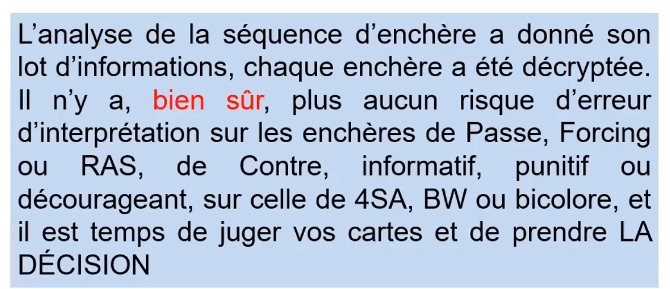 L’analyse de la séquence d’enchère a donné son
lot d’informations, chaque enchère a été décryptée.
Il n’y a, bien sûr, plus aucun risque d’erreur
d’interprétation sur les enchères de Passe, Forcing
ou RAS, de Contre, informatif, punitif ou
décourageant, sur celle de 4SA, BW ou bicolore, et
il est temps de juger vos cartes et de prendre LA
DÉCISION